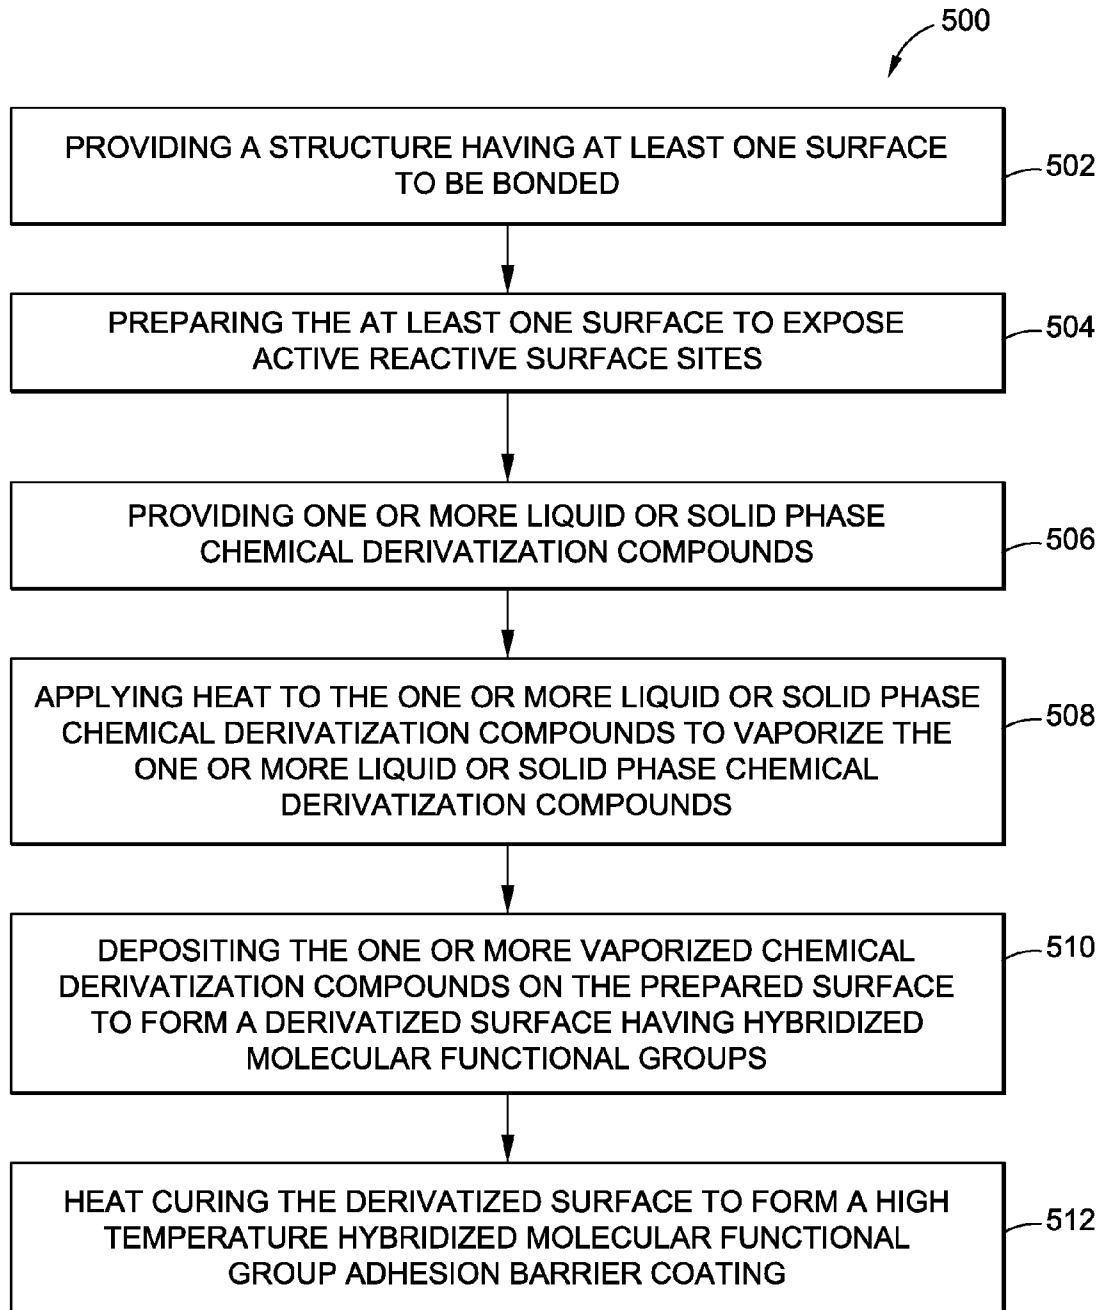 500
PROVIDING A STRUCTURE HAVING AT LEAST ONE SURFACE
TO BE BONDED
502
PREPARING THE AT LEAST ONE SURFACE TO EXPOSE
ACTIVE REACTIVE SURFACE SITES
504
PROVIDING ONE OR MORE LIQUID OR SOLID PHASE
CHEMICAL DERIVATIZATION COMPOUNDS
506
APPLYING HEAT TO THE ONE OR MORE LIQUID OR SOLID PHASE
CHEMICAL DERIVATIZATION COMPOUNDS TO VAPORIZE THE
ONE OR MORE LIQUID OR SOLID PHASE CHEMICAL
DERIVATIZATION COMPOUNDS
508
DEPOSITING THE ONE OR MORE VAPORIZED CHEMICAL
DERIVATIZATION COMPOUNDS ON THE PREPARED SURFACE
TO FORM A DERIVATIZED SURFACE HAVING HYBRIDIZED
MOLECULAR FUNCTIONAL GROUPS
510
HEAT CURING THE DERIVATIZED SURFACE TO FORM A HIGH
TEMPERATURE HYBRIDIZED MOLECULAR FUNCTIONAL
GROUP ADHESION BARRIER COATING
512